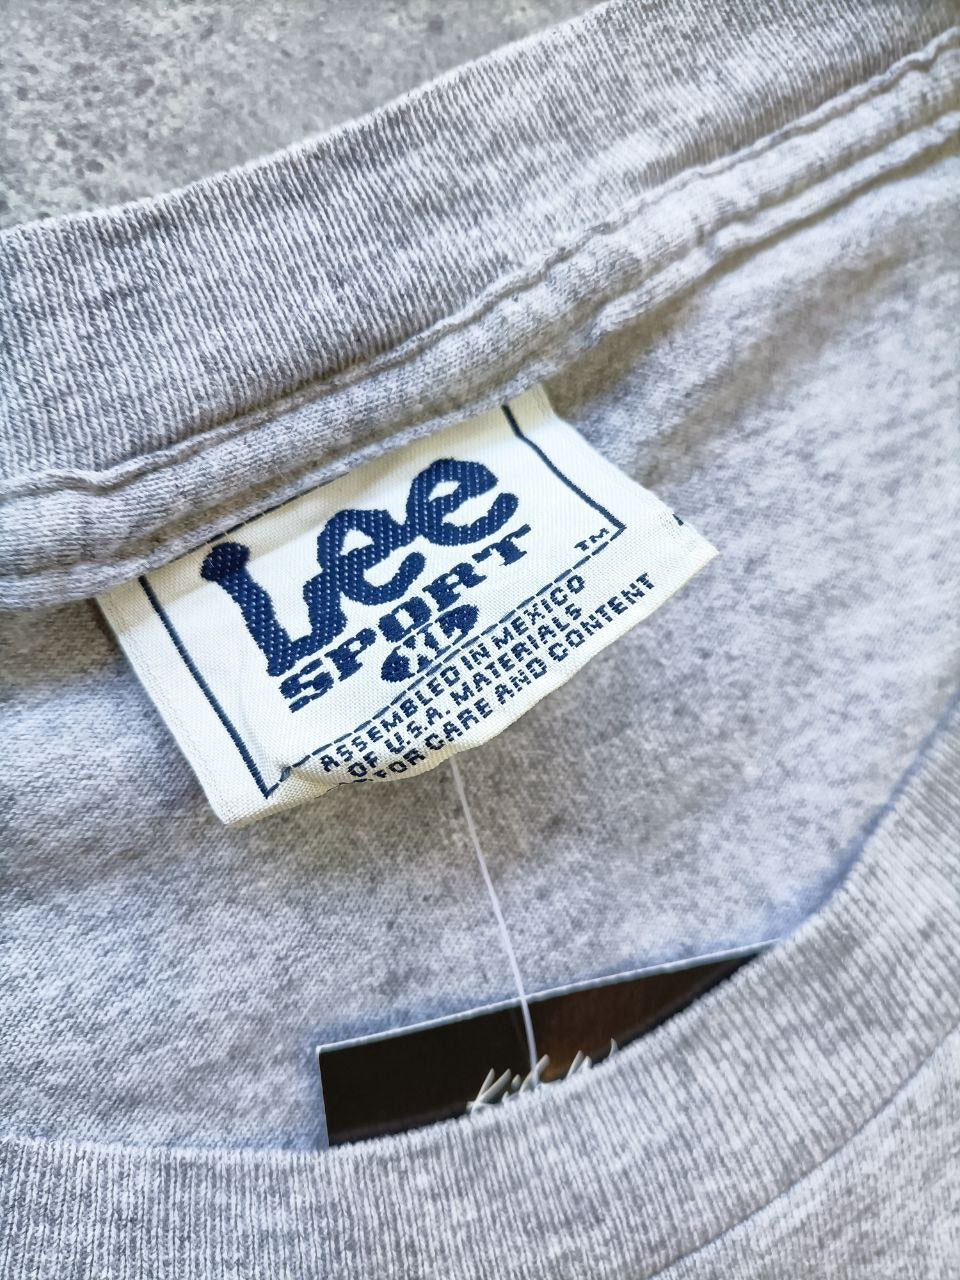 Lee
SPORT
XL
TM
ASSEMBLED IN MEXICO
OF U.S.A. MATERIALS
FOR CARE AND CONTENT